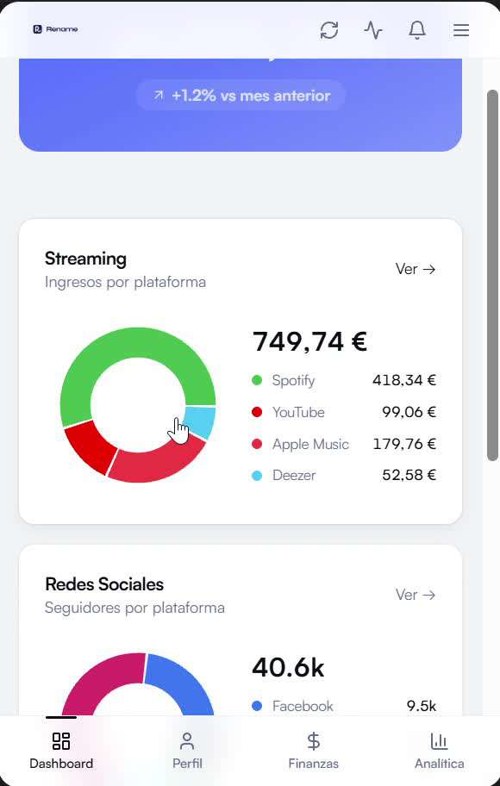 Rename
+1.2% vs mes anterior
Streaming
Ingresos por plataforma
Ver →
749,74 €
Spotify 418,34 €
YouTube 99,06 €
Apple Music 179,76 €
Deezer 52,58 €
Redes Sociales
Seguidores por plataforma
Ver →
40.6k
Facebook 9.5k
Dashboard Perfil Finanzas Analítica